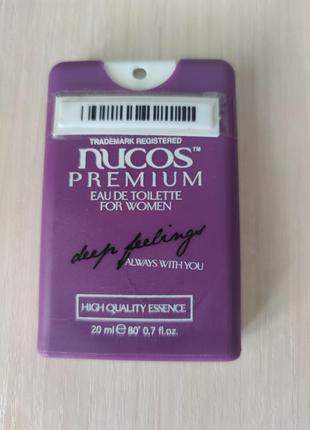 TRADEMARK REGISTERED
nucos™
PREMIUM
EAU DE TOILETTE
FOR WOMEN
deep feelings
ALWAYS WITH YOU
HIGH QUALITY ESSENCE
20 ml ℮ 80° 0,7 fl.oz.